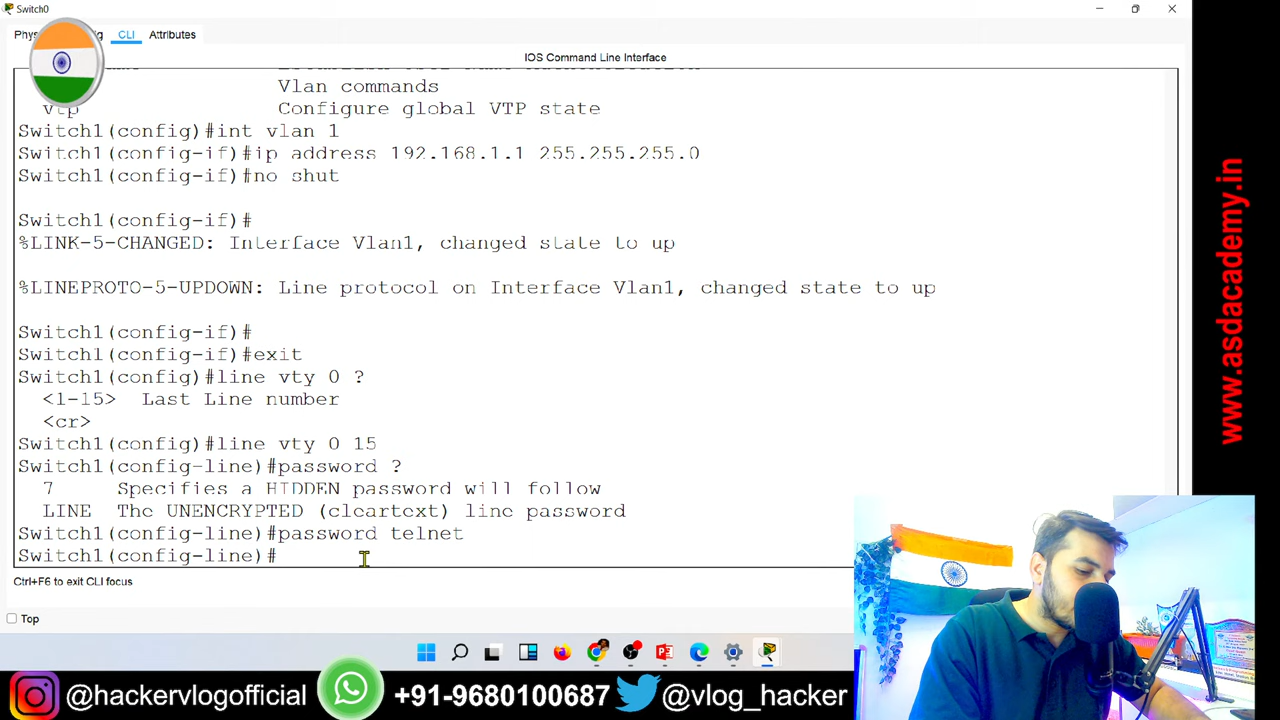 Switch0
CLI
Attributes
IOS Command Line Interface
Vlan commands
vtp Configure global VTP state
Switch1(config)#int vlan 1
Switch1(config-if)#ip address 192.168.1.1 255.255.255.0
Switch1(config-if)#no shut
Switch1(config-if)#
%LINK-5-CHANGED: Interface Vlan1, changed state to up
%LINEPROTO-5-UPDOWN: Line protocol on Interface Vlan1, changed state to up
Switch1(config-if)#
Switch1(config-if)#exit
Switch1(config)#line vty 0 ?
<1-15> Last Line number
<cr>
Switch1(config)#line vty 0 15
Switch1(config-line)#password ?
7 Specifies a HIDDEN password will follow
LINE The UNENCRYPTED (cleartext) line password
Switch1(config-line)#password telnet
Switch1(config-line)#
Ctrl+F6 to exit CLI focus
Top
www.asdacademy.in
@hackervlogofficial
+91-9680100687
@vlog_hacker